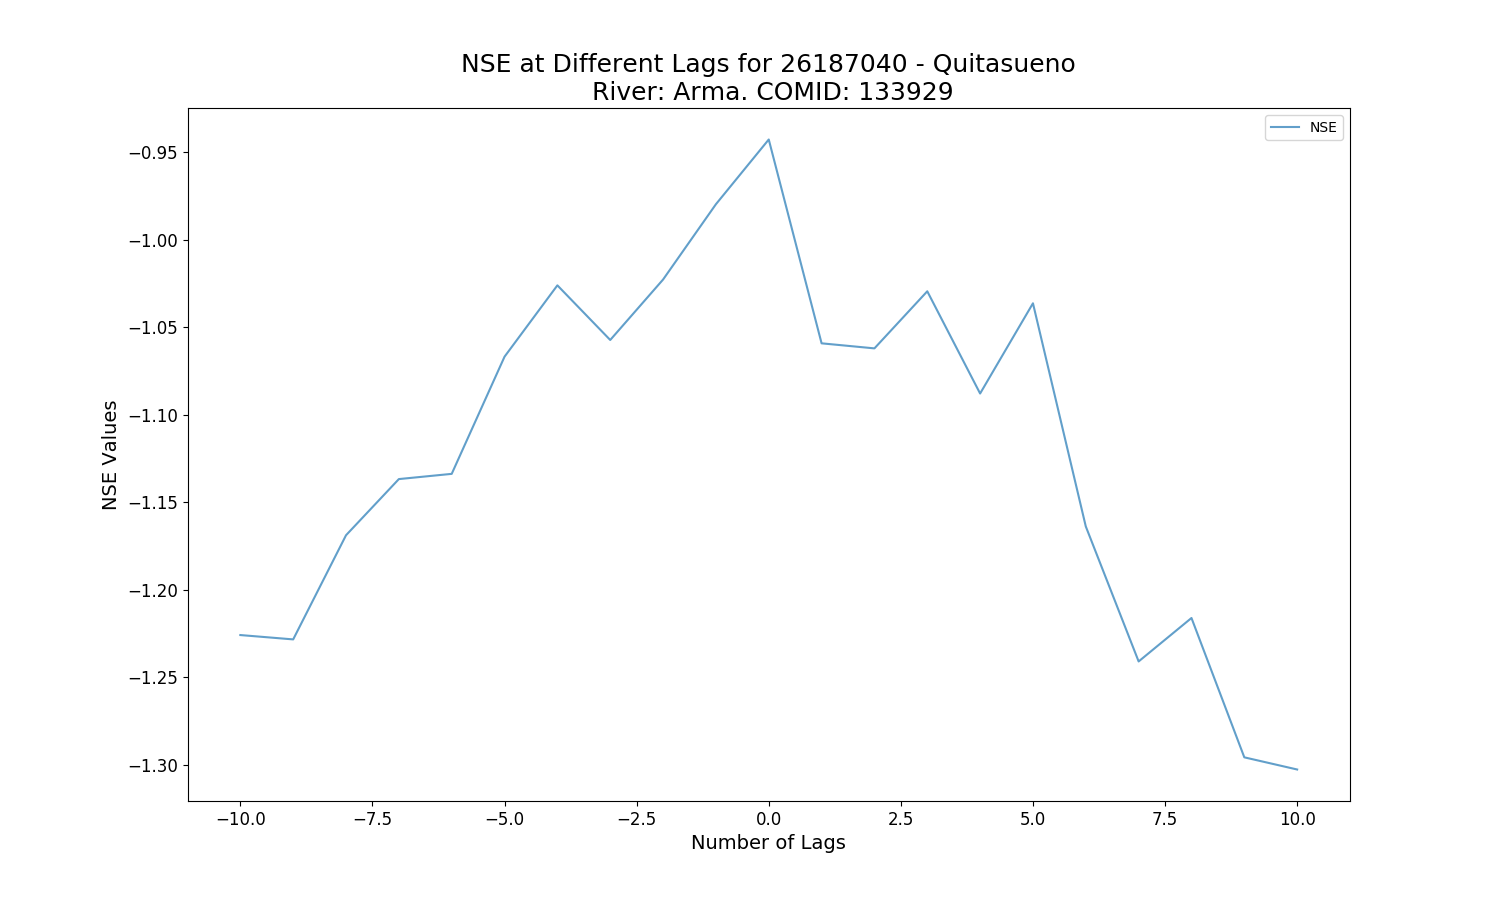 NSE at Different Lags for 26187040 - Quitasueno
River: Arma. COMID: 133929
NSE
−0.95
−1.00
−1.05
−1.10
−1.15
−1.20
−1.25
−1.30
NSE Values
−10.0 −7.5 −5.0 −2.5 0.0 2.5 5.0 7.5 10.0
Number of Lags